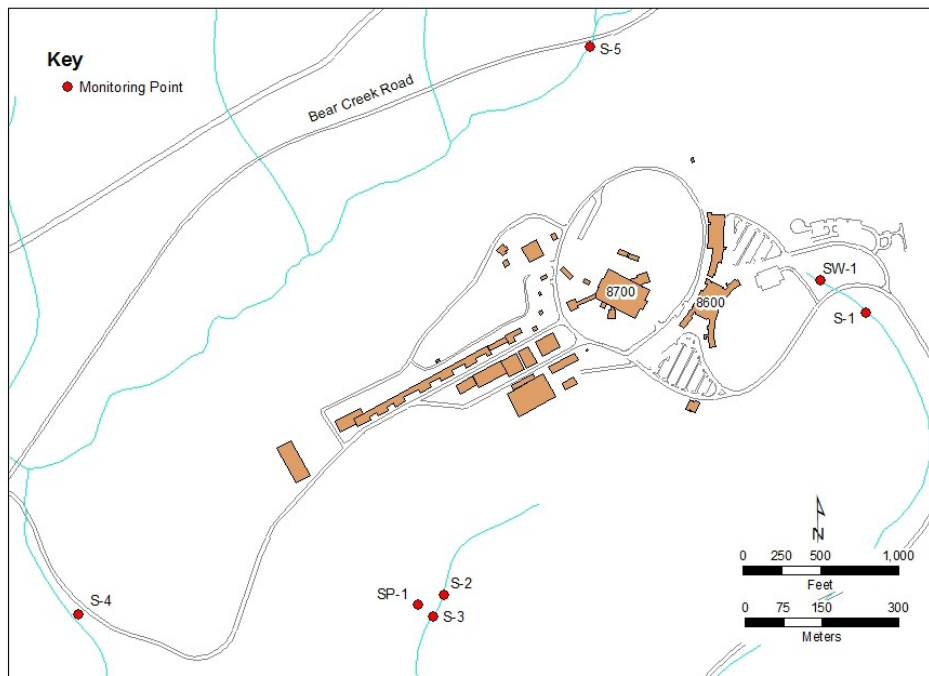 Key
Monitoring Point
Bear Creek Road
S-5
8700
8600
SW-1
S-1
S-4
SP-1
S-2
S-3
N
0 250 500 1,000
Feet
0 75 150 300
Meters